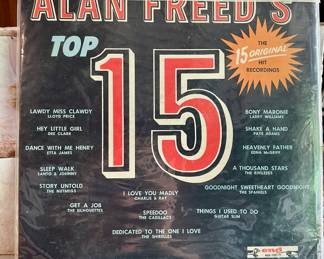 ALAN FREED'S
TOP
15
THE
15 ORIGINAL
HIT
RECORDINGS
LAWDY MISS CLAWDY
LLOYD PRICE
HEY LITTLE GIRL
DEE CLARK
DANCE WITH ME HENRY
ETTA JAMES
SLEEP WALK
SANTO & JOHNNY
STORY UNTOLD
THE NUTMEGS
GET A JOB
THE SILHOUETTES
I LOVE YOU MADLY
CHARLIE & RAY
SPEEDOO
THE CADILLACS
DEDICATED TO THE ONE I LOVE
THE SHIRELLES
BONY MARONIE
LARRY WILLIAMS
SHAKE A HAND
FAYE ADAMS
HEAVENLY FATHER
EDNA McGRIFF
A THOUSAND STARS
THE RIVILEERS
GOODNIGHT SWEETHEART GOODNIGHT
THE SPANIELS
THINGS I USED TO DO
GUITAR SLIM
end